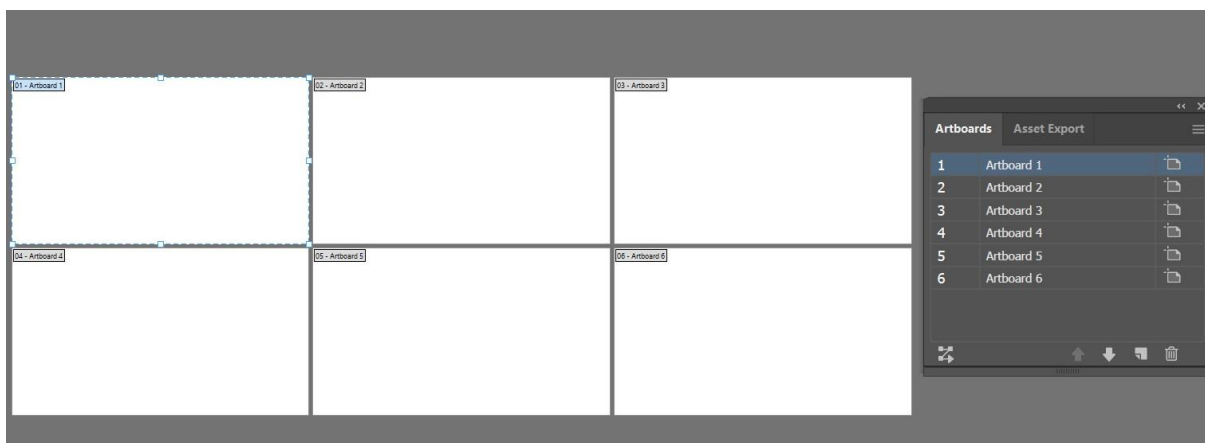 01 - Artboard 1
02 - Artboard 2
03 - Artboard 3
04 - Artboard 4
05 - Artboard 5
06 - Artboard 6
Artboards Asset Export
1 Artboard 1
2 Artboard 2
3 Artboard 3
4 Artboard 4
5 Artboard 5
6 Artboard 6